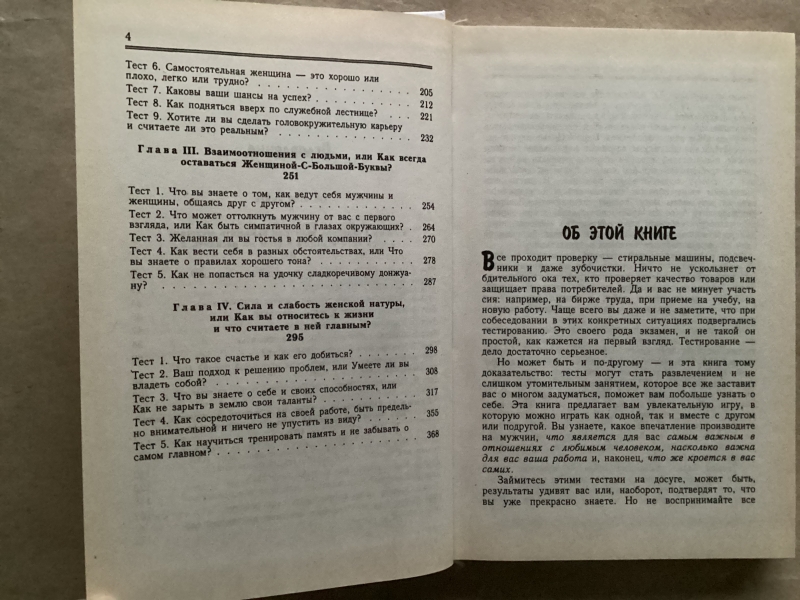 4
Тест 6. Самостоятельная женщина — это хорошо или
плохо, легко или трудно? . . . . . . . . . . . . . . . 205
Тест 7. Каковы ваши шансы на успех? . . . . . . . . . 212
Тест 8. Как подняться вверх по служебной лестнице? . . . 221
Тест 9. Хотите ли вы сделать головокружительную карьеру
и считаете ли это реальным? . . . . . . . . . . . . . 232
Глава III. Взаимоотношения с людьми, или Как всегда
оставаться Женщиной-С-Большой-Буквы?
251
Тест 1. Что вы знаете о том, как ведут себя мужчины и
женщины, общаясь друг с другом? . . . . . . . . . . . 254
Тест 2. Что может оттолкнуть мужчину от вас с первого
взгляда, или Как быть симпатичной в глазах окружающих? . 264
Тест 3. Желанная ли вы гостья в любой компании? . . . . 270
Тест 4. Как вести себя в разных обстоятельствах, или Что
вы знаете о правилах хорошего тона? . . . . . . . . . 278
Тест 5. Как не попасться на удочку сладкоречивому донжуа-
ну? . . . . . . . . . . . . . . . . . . . . . . . . 287
Глава IV. Сила и слабость женской натуры,
или Как вы относитесь к жизни
и что считаете в ней главным?
295
Тест 1. Что такое счастье и как его добиться? . . . . . . 298
Тест 2. Ваш подход к решению проблем, или Умеете ли вы
владеть собой? . . . . . . . . . . . . . . . . . . . 308
Тест 3. Что вы знаете о себе и своих способностях, или
Как не зарыть в землю свои таланты? . . . . . . . . . 317
Тест 4. Как сосредоточиться на своей работе, быть предель-
но внимательной и ничего не упустить из виду? . . . . . 355
Тест 5. Как научиться тренировать память и не забывать о
самом главном? . . . . . . . . . . . . . . . . . . . 368
ОБ ЭТОЙ КНИГЕ
Все проходит проверку — стиральные машины, подсвеч-
ники и даже зубочистки. Ничто не ускользнет от
бдительного ока тех, кто проверяет качество товаров или
защищает права потребителей. Да и вас не минует участь
сия: например, на бирже труда, при приеме на учебу, на
новую работу. Чаще всего вы даже и не заметите, что при
собеседовании в этих конкретных ситуациях подвергались
тестированию. Это своего рода экзамен, и не такой он
простой, как кажется на первый взгляд. Тестирование —
дело достаточно серьезное.
Но может быть и по-другому — и эта книга тому
доказательство: тесты могут стать развлечением и не
слишком утомительным занятием, которое все же заставит
вас о многом задуматься, поможет вам побольше узнать о
себе. Эта книга предлагает вам увлекательную игру, в
которую можно играть как одной, так и вместе с другом
или подругой. Вы узнаете, какое впечатление производите
на мужчин, что является для вас самым важным в
отношениях с любимым человеком, насколько важна
для вас ваша работа и, наконец, что же кроется в вас
самих.
Займитесь этими тестами на досуге, может быть,
результаты удивят вас или, наоборот, подтвердят то, что
вы уже прекрасно знаете. Но не воспринимайте все